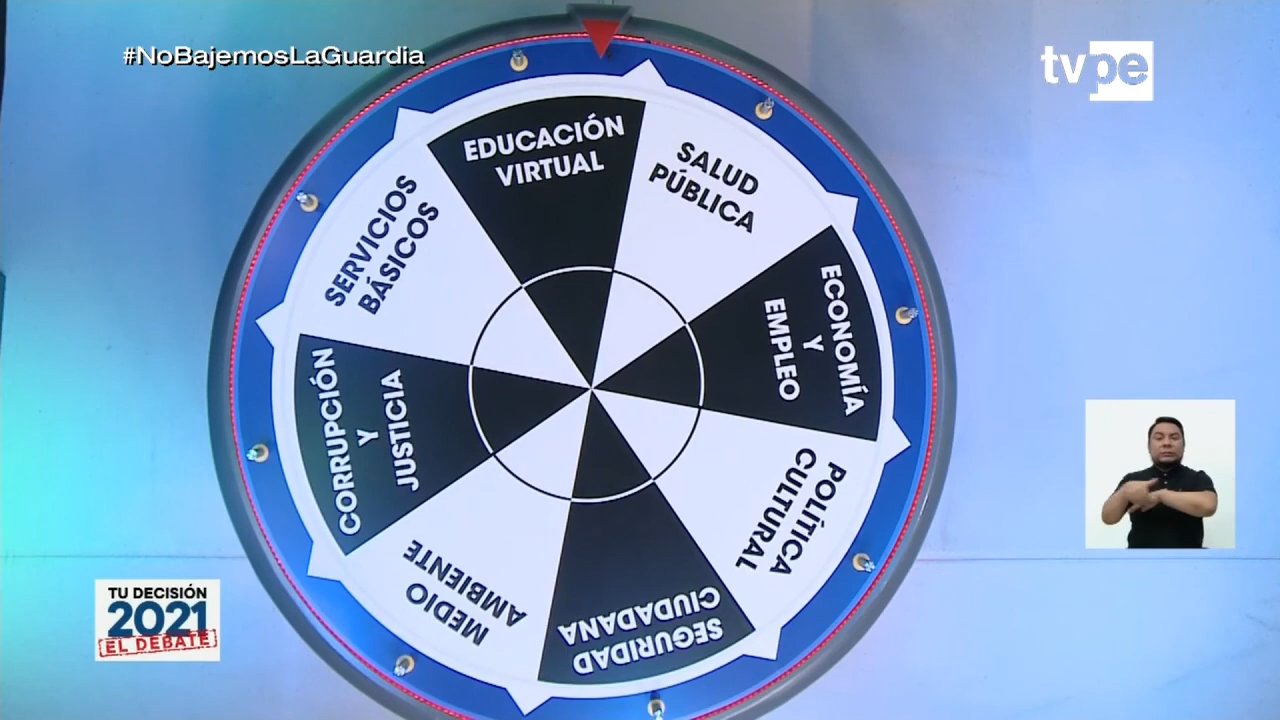 #NoBajemosLaGuardia
tvpe
EDUCACIÓN
VIRTUAL
SALUD
PÚBLICA
ECONOMÍA
Y
EMPLEO
POLÍTICA
CULTURAL
SEGURIDAD
CIUDADANA
MEDIO
AMBIENTE
CORRUPCIÓN
Y
JUSTICIA
SERVICIOS
BÁSICOS
TU DECISIÓN
2021
EL DEBATE